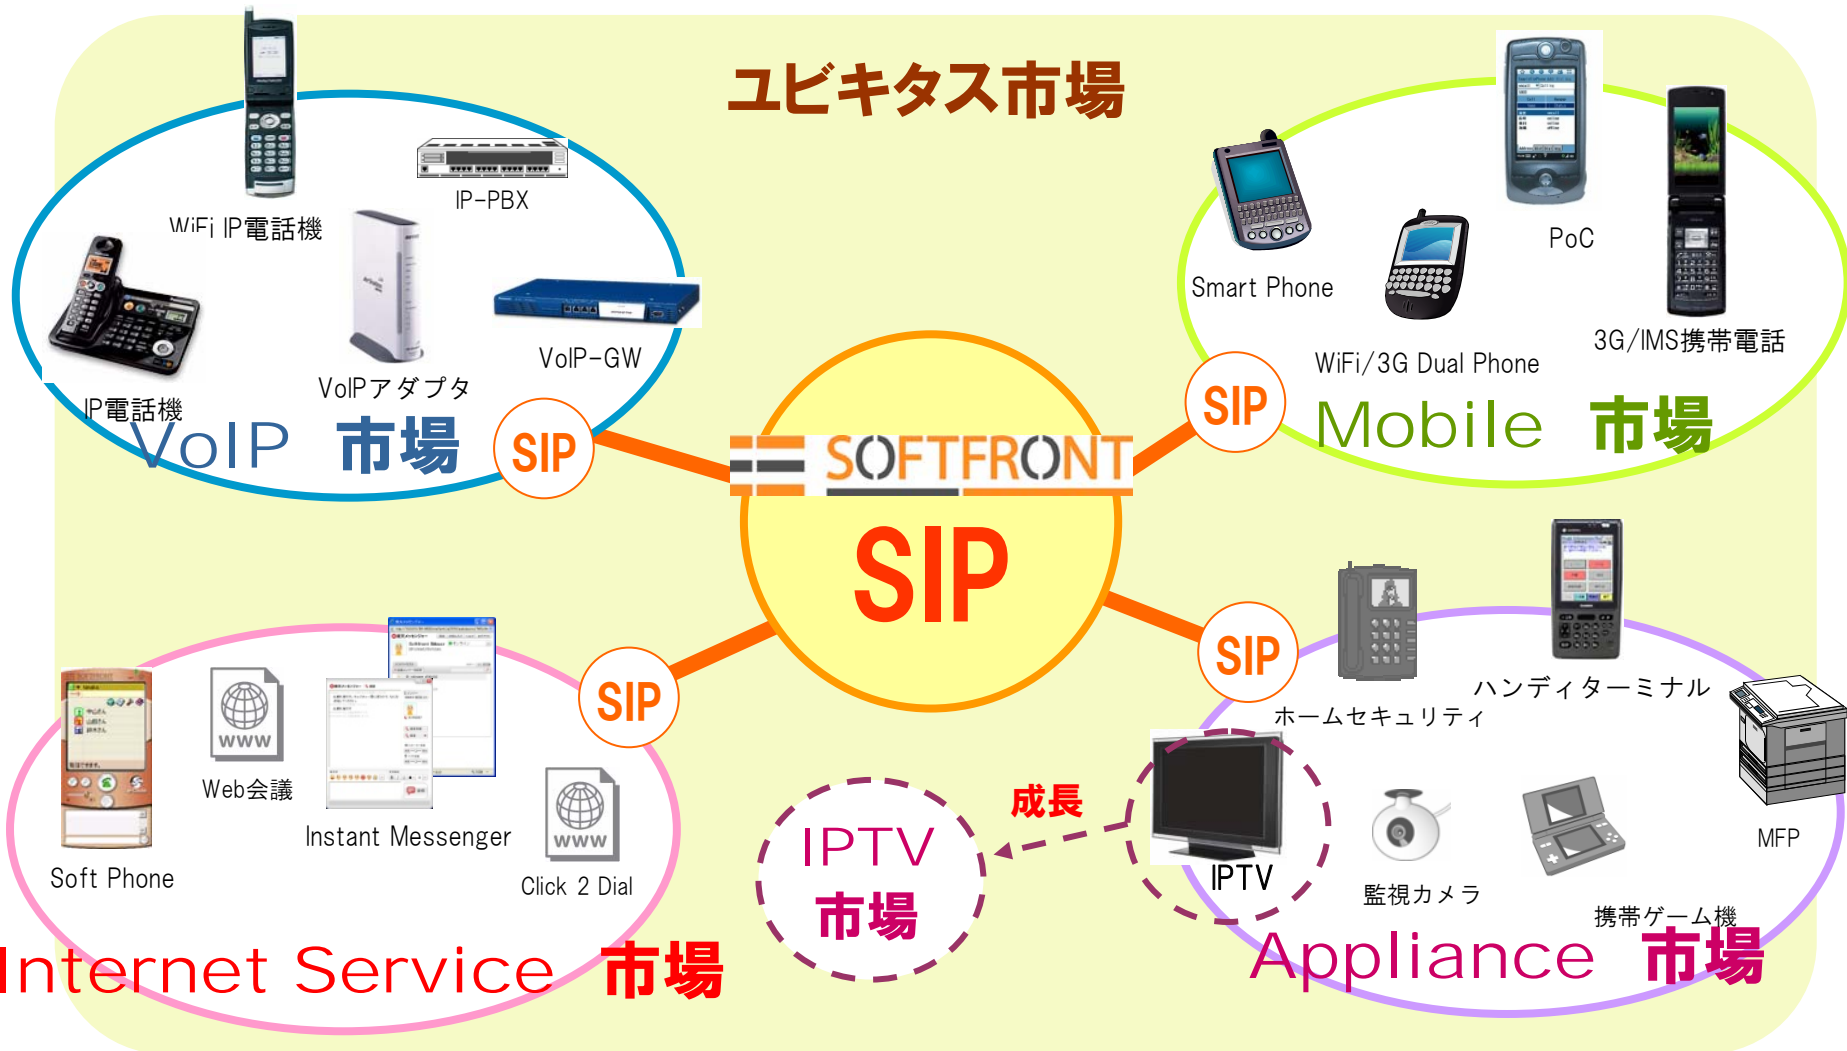 ユビキタス市場
WiFi IP電話機
IP-PBX
IP電話機
VoIPアダプタ
VoIP-GW
VoIP 市場
SIP
Smart Phone
WiFi/3G Dual Phone
PoC
3G/IMS携帯電話
Mobile 市場
SIP
SOFTFRONT
SIP
Soft Phone
WWW
Web会議
Instant Messenger
WWW
Click 2 Dial
Internet Service 市場
SIP
IPTV
市場
成長
SIP
ホームセキュリティ
ハンディターミナル
MFP
IPTV
監視カメラ
携帯ゲーム機
Appliance 市場